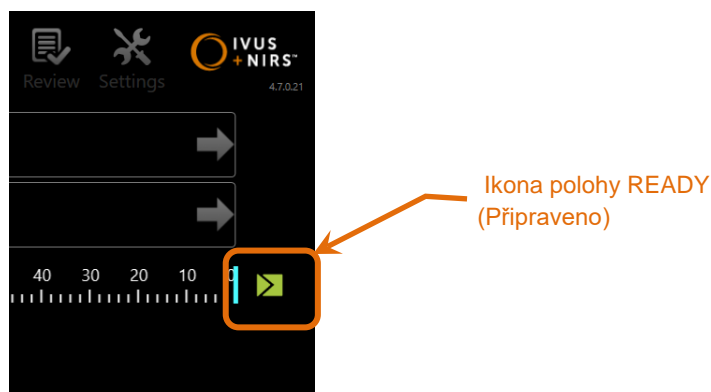 IVUS
+NIRS™
Review Settings
4.7.0.21
Ikona polohy READY
(Připraveno)
40 30 20 10 0